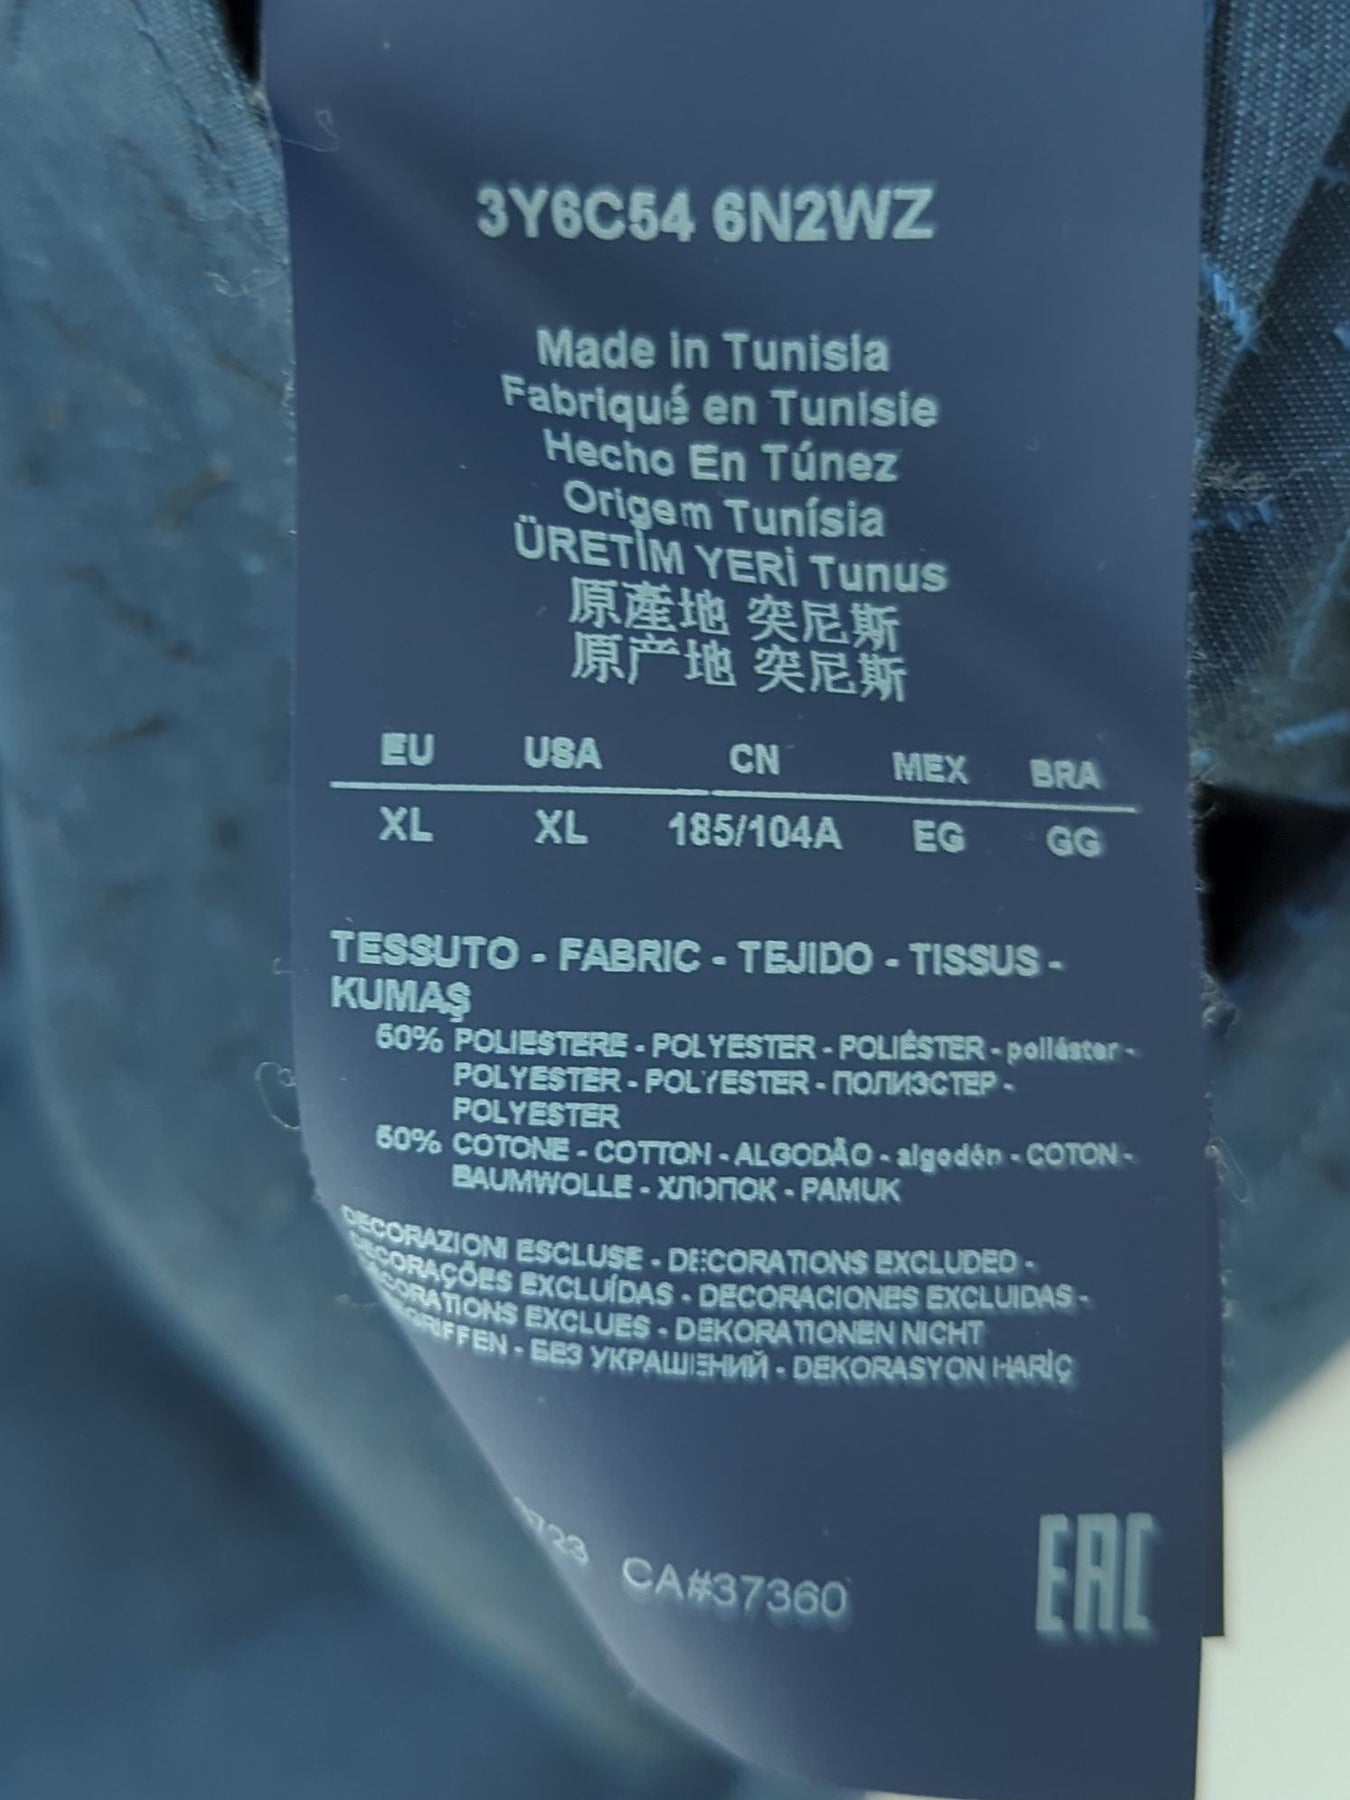 3Y6C54 6N2WZ
Made in Tunisia
Fabriqué en Tunisie
Hecho En Túnez
Origem Tunísia
ÜRETİM YERİ Tunus
原產地 突尼斯
原产地 突尼斯
EU USA CN MEX BRA
XL XL 185/104A EG GG
TESSUTO - FABRIC - TEJIDO - TISSUS -
KUMAŞ
POLIESTERE - POLYESTER - POLIÉSTER - poliéster -
POLYESTER - POLYESTER - ПОЛИЭСТЕР -
POLYESTER
COTONE - COTTON - ALGODÃO - algodón - COTON -
BAUMWOLLE - ХЛОПОК - PAMUK
DECORAZIONI ESCLUSE - DECORATIONS EXCLUDED -
DECORAÇÕES EXCLUÍDAS - DECORACIONES EXCLUIDAS -
EXCLUES - DEKORATIONEN NICHT
- БЕЗ УКРАШЕНИЙ - DEKORASYON HARİÇ
CA#37360
EAC